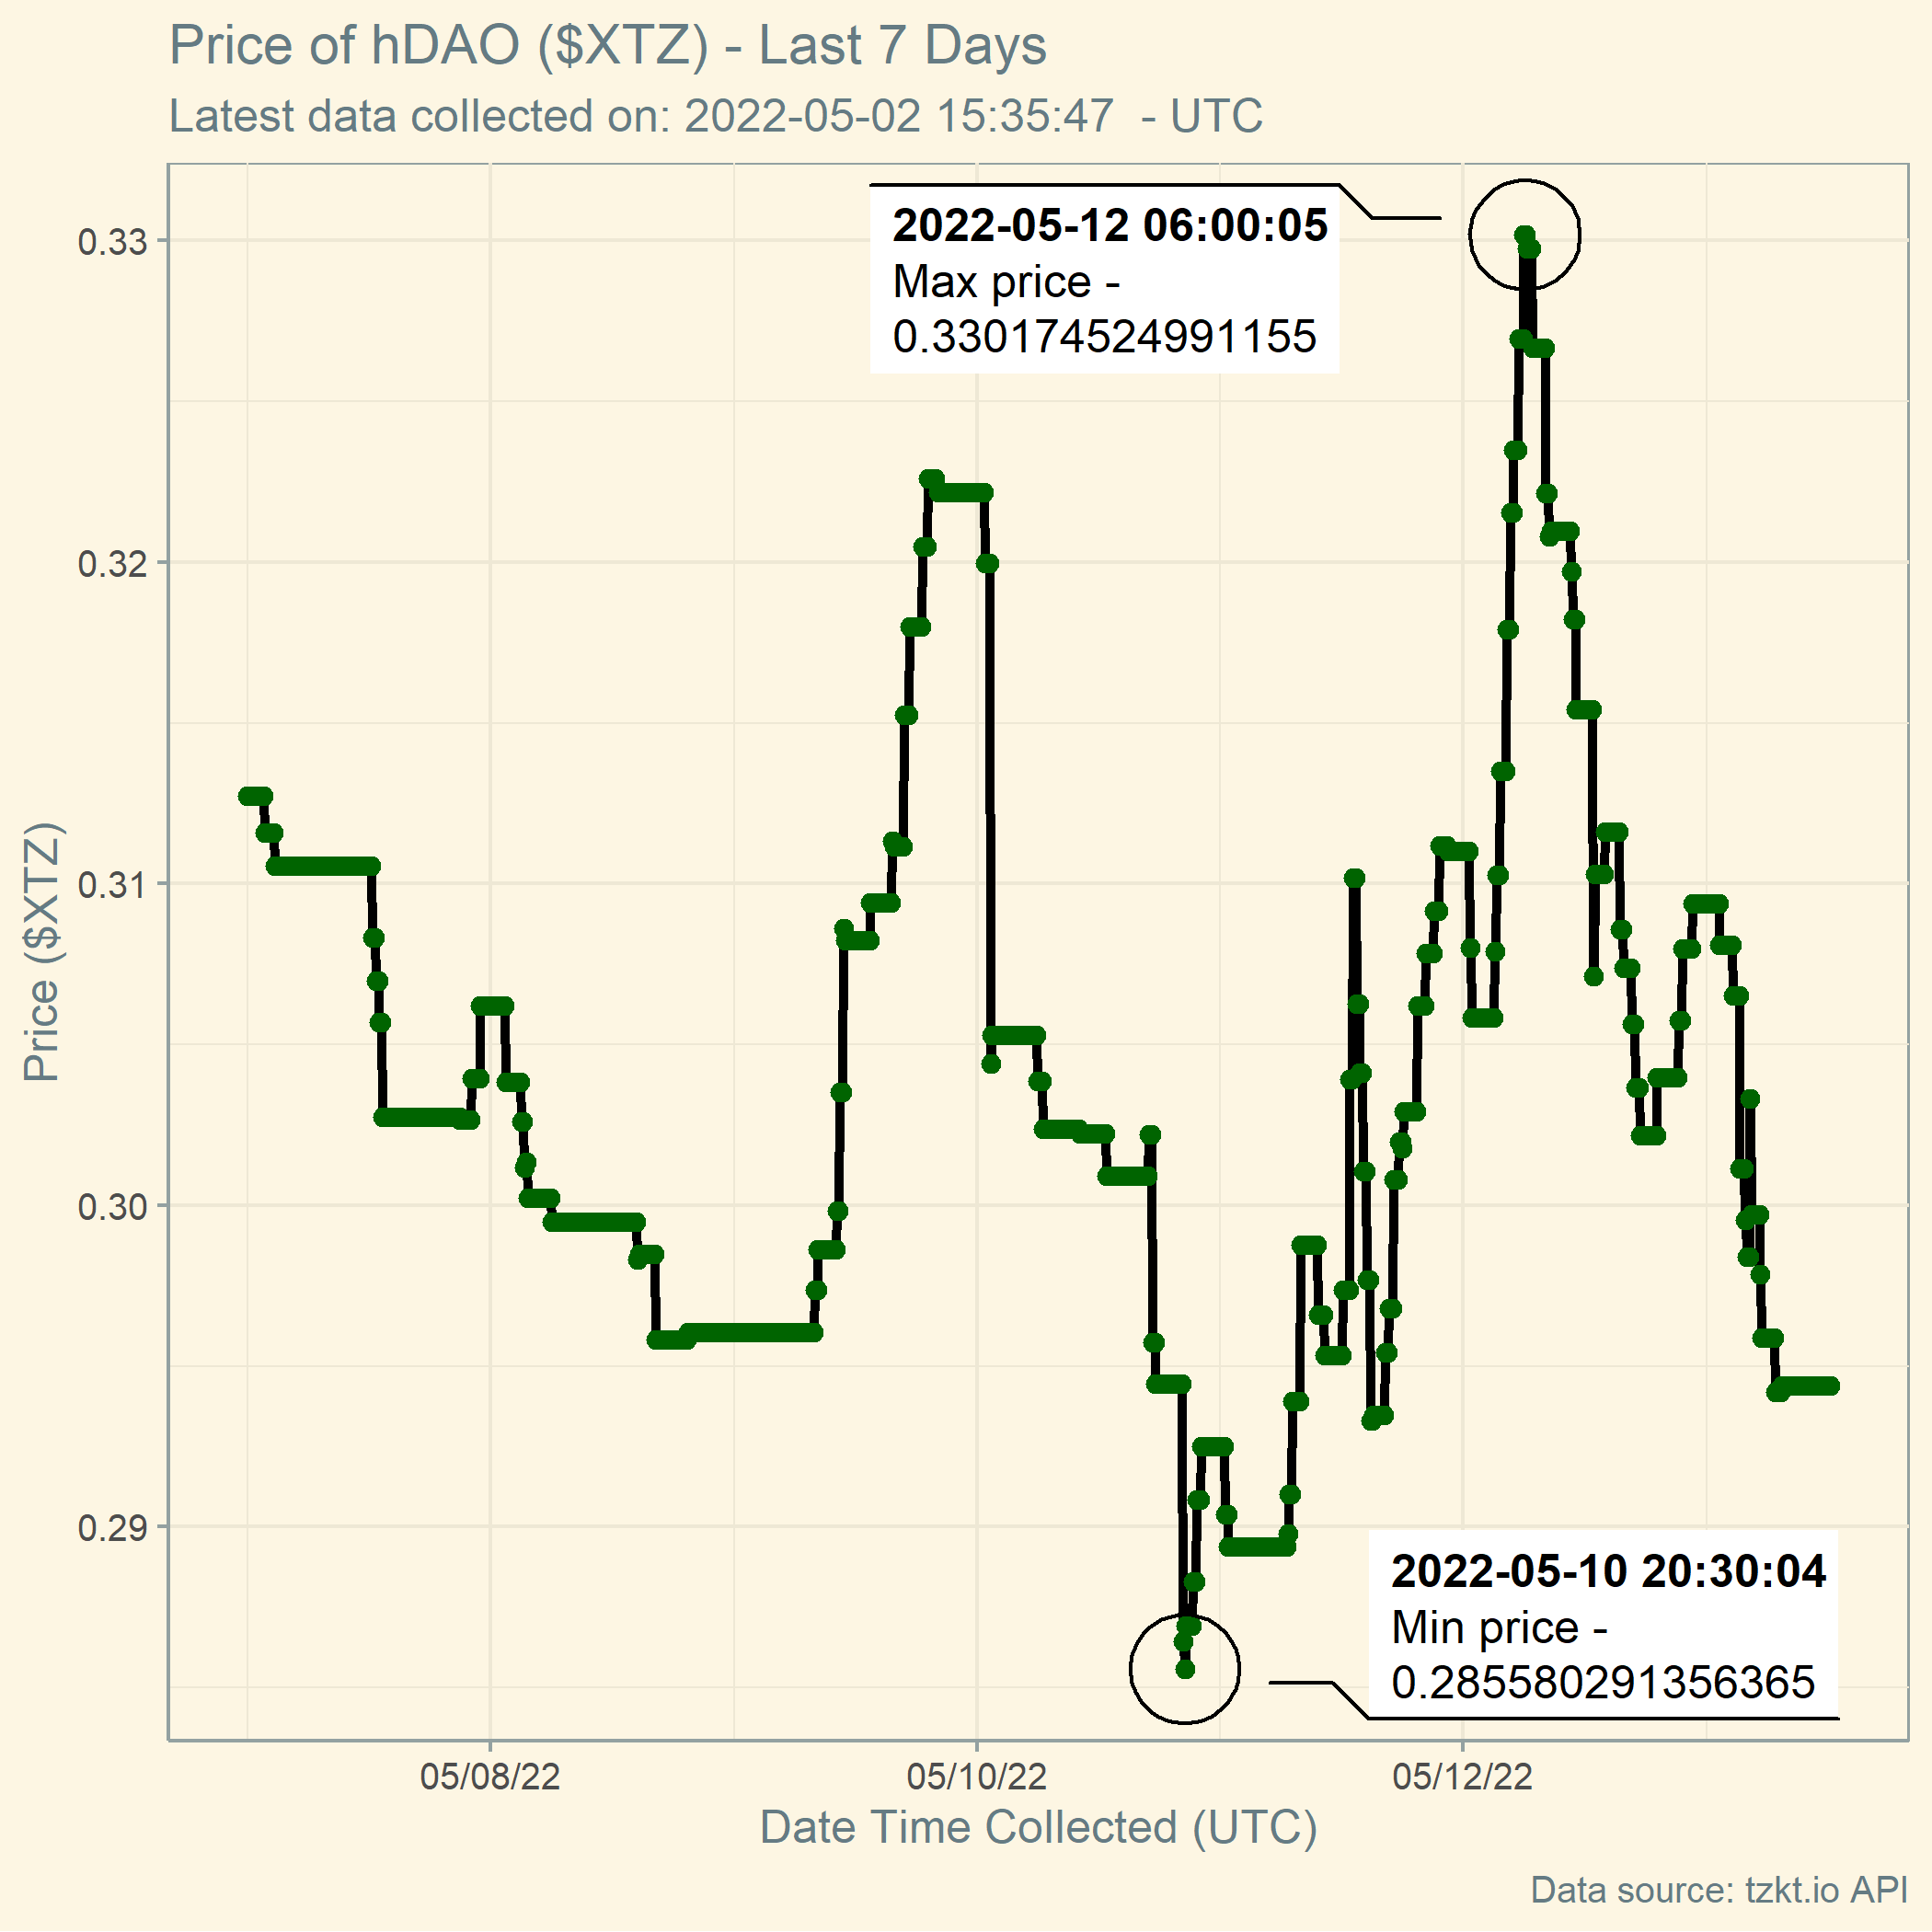 Price of hDAO ($XTZ) - Last 7 Days
Latest data collected on: 2022-05-02 15:35:47  - UTC
2022-05-12 06:00:05
Max price -
0.330174524991155
0.33
0.32
0.31
0.30
0.29
Price ($XTZ)
2022-05-10 20:30:04
Min price -
0.285580291356365
05/08/22
05/10/22
05/12/22
Date Time Collected (UTC)
Data source: tzkt.io API